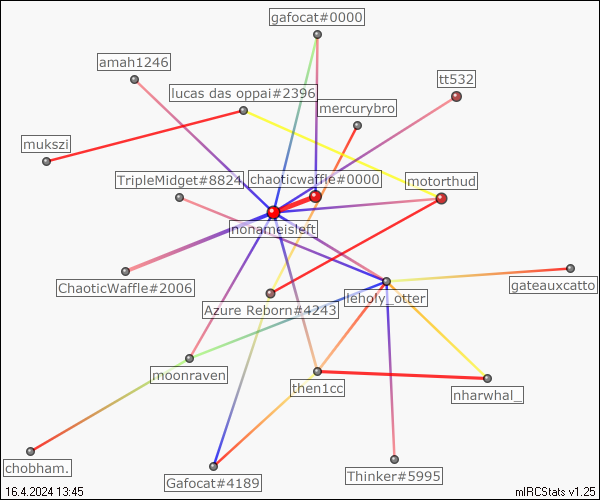 gafocat#0000
amah1246
tt532
lucas das oppai#2396
mercurybro
mukszi
TripleMidget#8824
chaoticwaffle#0000
motorthud
nonameisleft
ChaoticWaffle#2006
gateauxcatto
leholy_otter
Azure Reborn#4243
moonraven
then1cc
nharwhal_
chobham.
Gafocat#4189
Thinker#5995
16.4.2024 13:45
mIRCStats v1.25